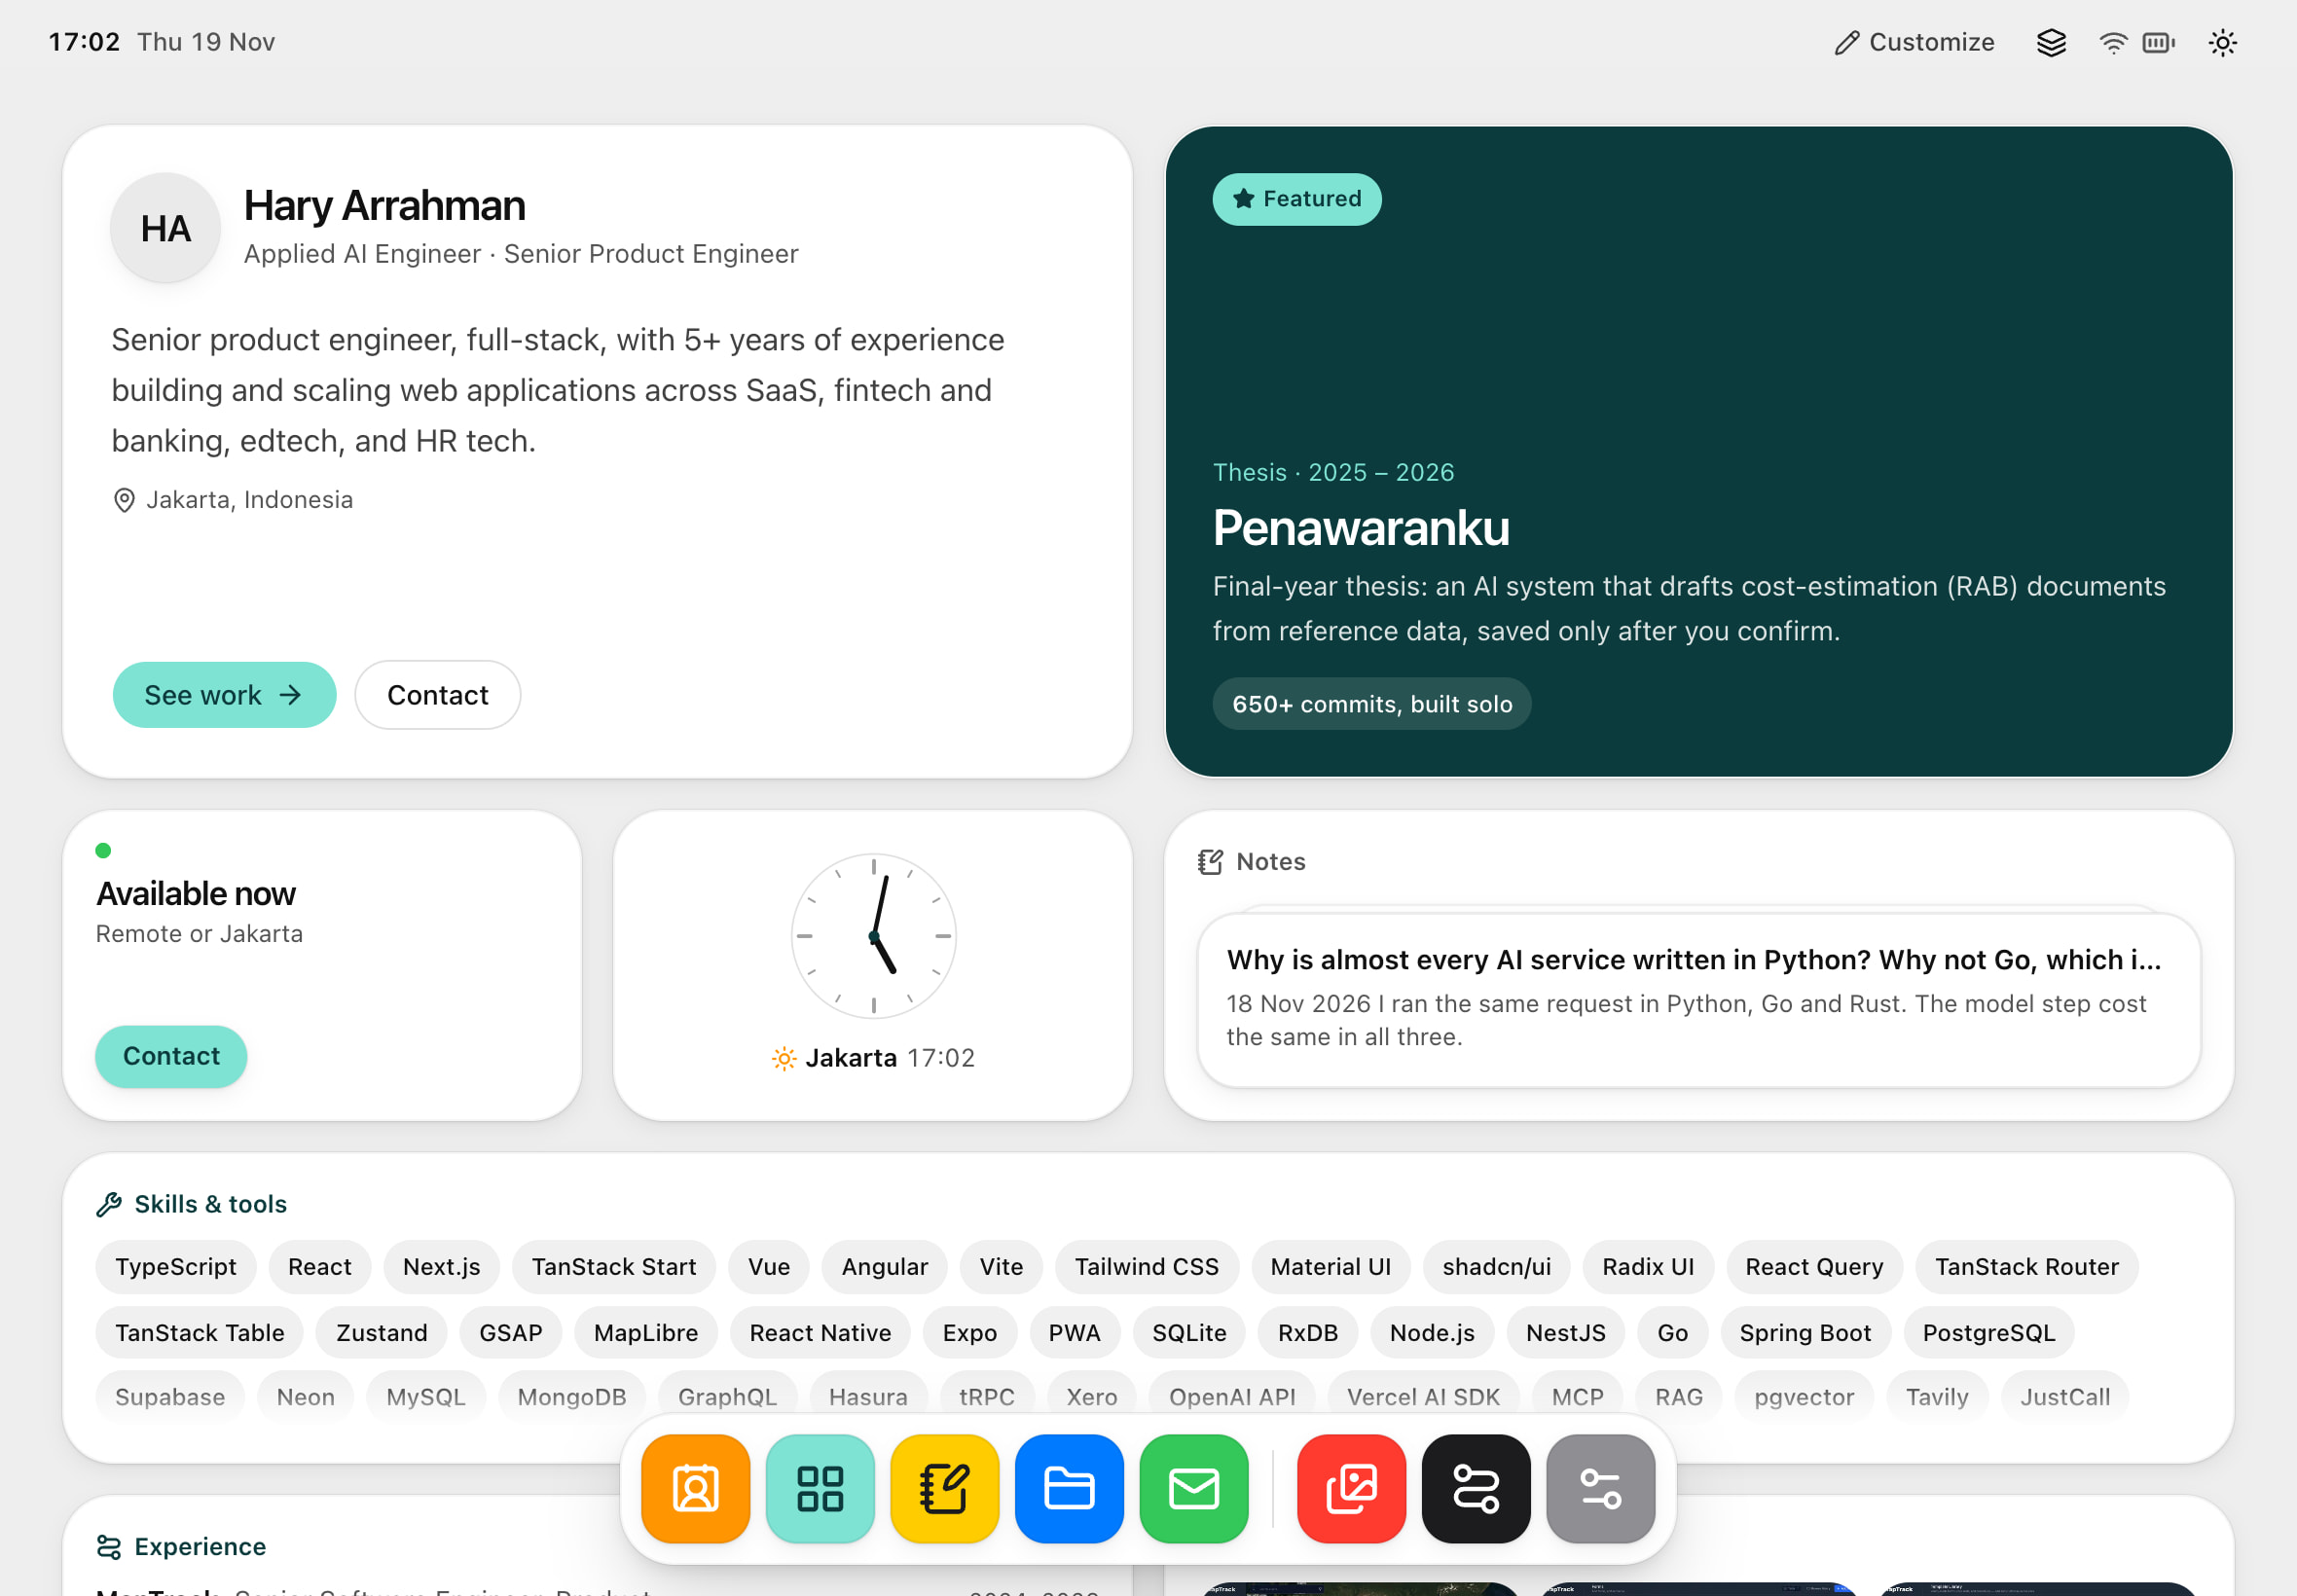 17:02 Thu 19 Nov
Customize
HA
Hary Arrahman
Applied AI Engineer · Senior Product Engineer
Senior product engineer, full-stack, with 5+ years of experience
building and scaling web applications across SaaS, fintech and
banking, edtech, and HR tech.
Jakarta, Indonesia
See work
Contact
Featured
Thesis · 2025 – 2026
Penawaranku
Final-year thesis: an AI system that drafts cost-estimation (RAB) documents
from reference data, saved only after you confirm.
650+ commits, built solo
Available now
Remote or Jakarta
Contact
Jakarta 17:02
Notes
Why is almost every AI service written in Python? Why not Go, which i...
18 Nov 2026 I ran the same request in Python, Go and Rust. The model step cost
the same in all three.
Skills & tools
TypeScript React Next.js TanStack Start Vue Angular Vite Tailwind CSS Material UI shadcn/ui Radix UI React Query TanStack Router
TanStack Table Zustand GSAP MapLibre React Native Expo PWA SQLite RxDB Node.js NestJS Go Spring Boot PostgreSQL
Supabase Neon MySQL MongoDB GraphQL Hasura tRPC Xero OpenAI API Vercel AI SDK MCP RAG pgvector Tavily JustCall
Experience